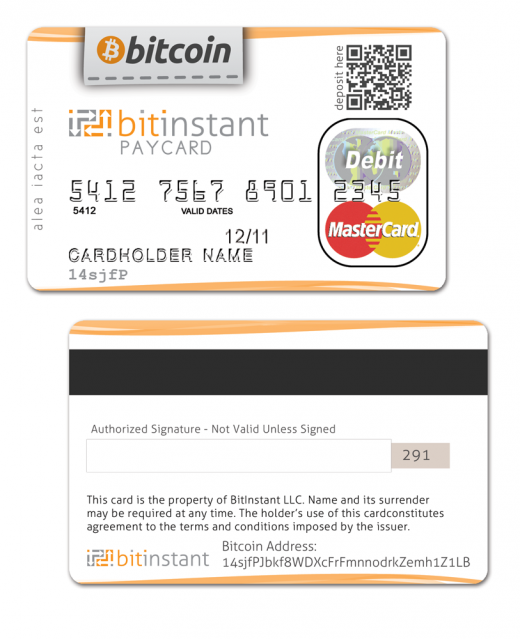 bitcoin
deposit here
alea iacta est
bitinstant
PAYCARD
Debit
5412 7567 8901 2345
5412 VALID DATES
12/11
MasterCard
CARDHOLDER NAME
14sjfP
Authorized Signature - Not Valid Unless Signed
291
This card is the property of BitInstant LLC. Name and its surrender
may be required at any time. The holder's use of this cardconstitutes
agreement to the terms and conditions imposed by the issuer.
bitinstant
Bitcoin Address:
14sjfPJbkf8WDXcFrFmnnodrkZemh1Z1LB